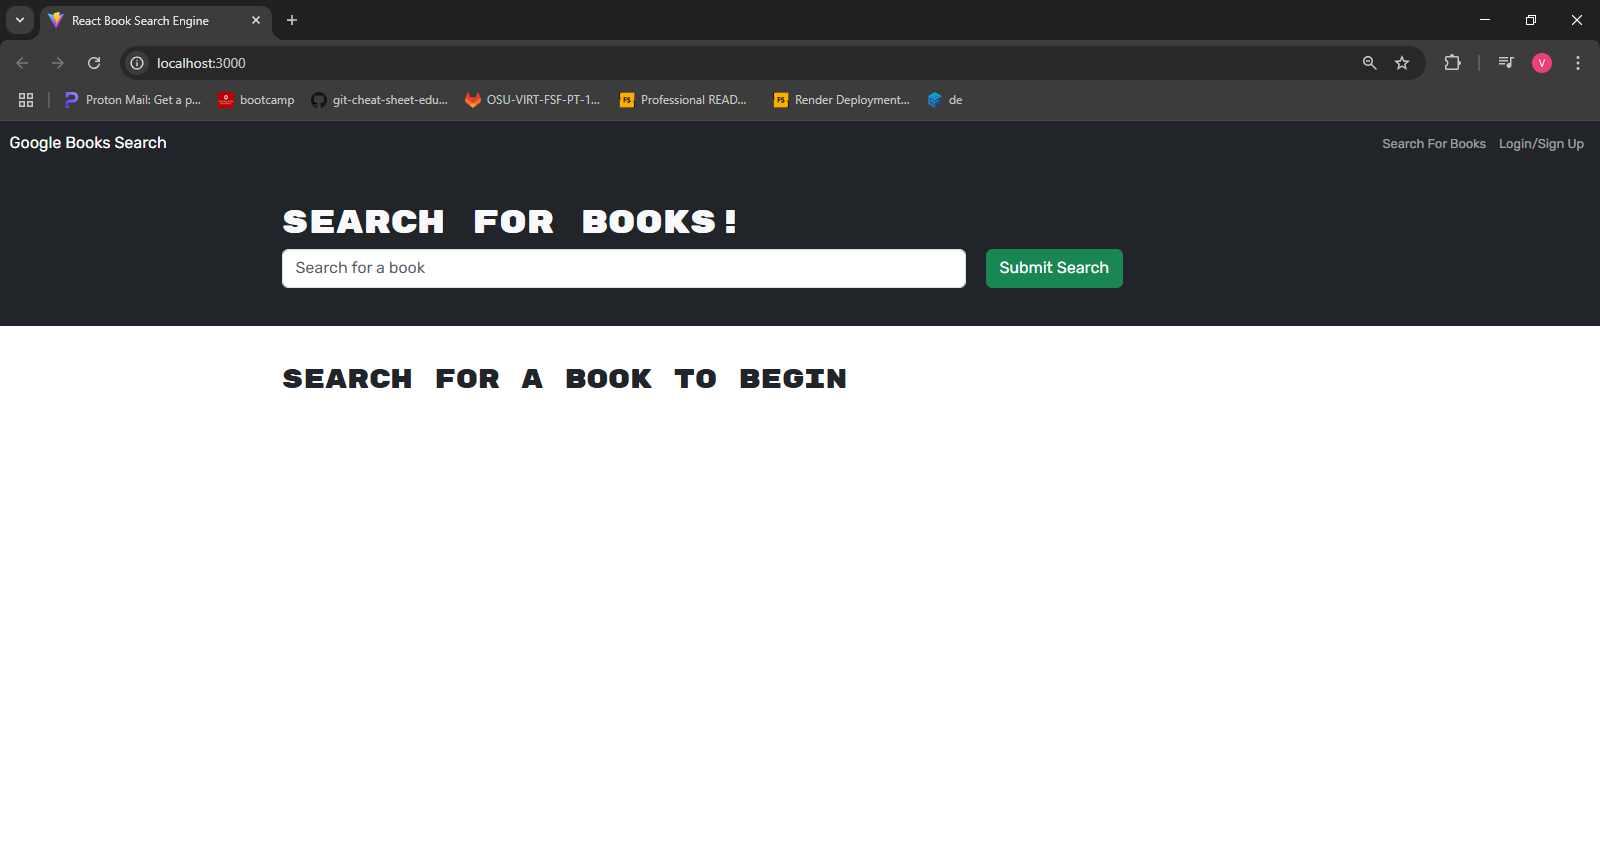 React Book Search Engine
localhost:3000
V
Proton Mail: Get a p... bootcamp git-cheat-sheet-edu... OSU-VIRT-FSF-PT-1... FS Professional READ... FS Render Deployment... de
Google Books Search Search For Books Login/Sign Up
SEARCH FOR BOOKS!
Search for a book Submit Search
SEARCH FOR A BOOK TO BEGIN